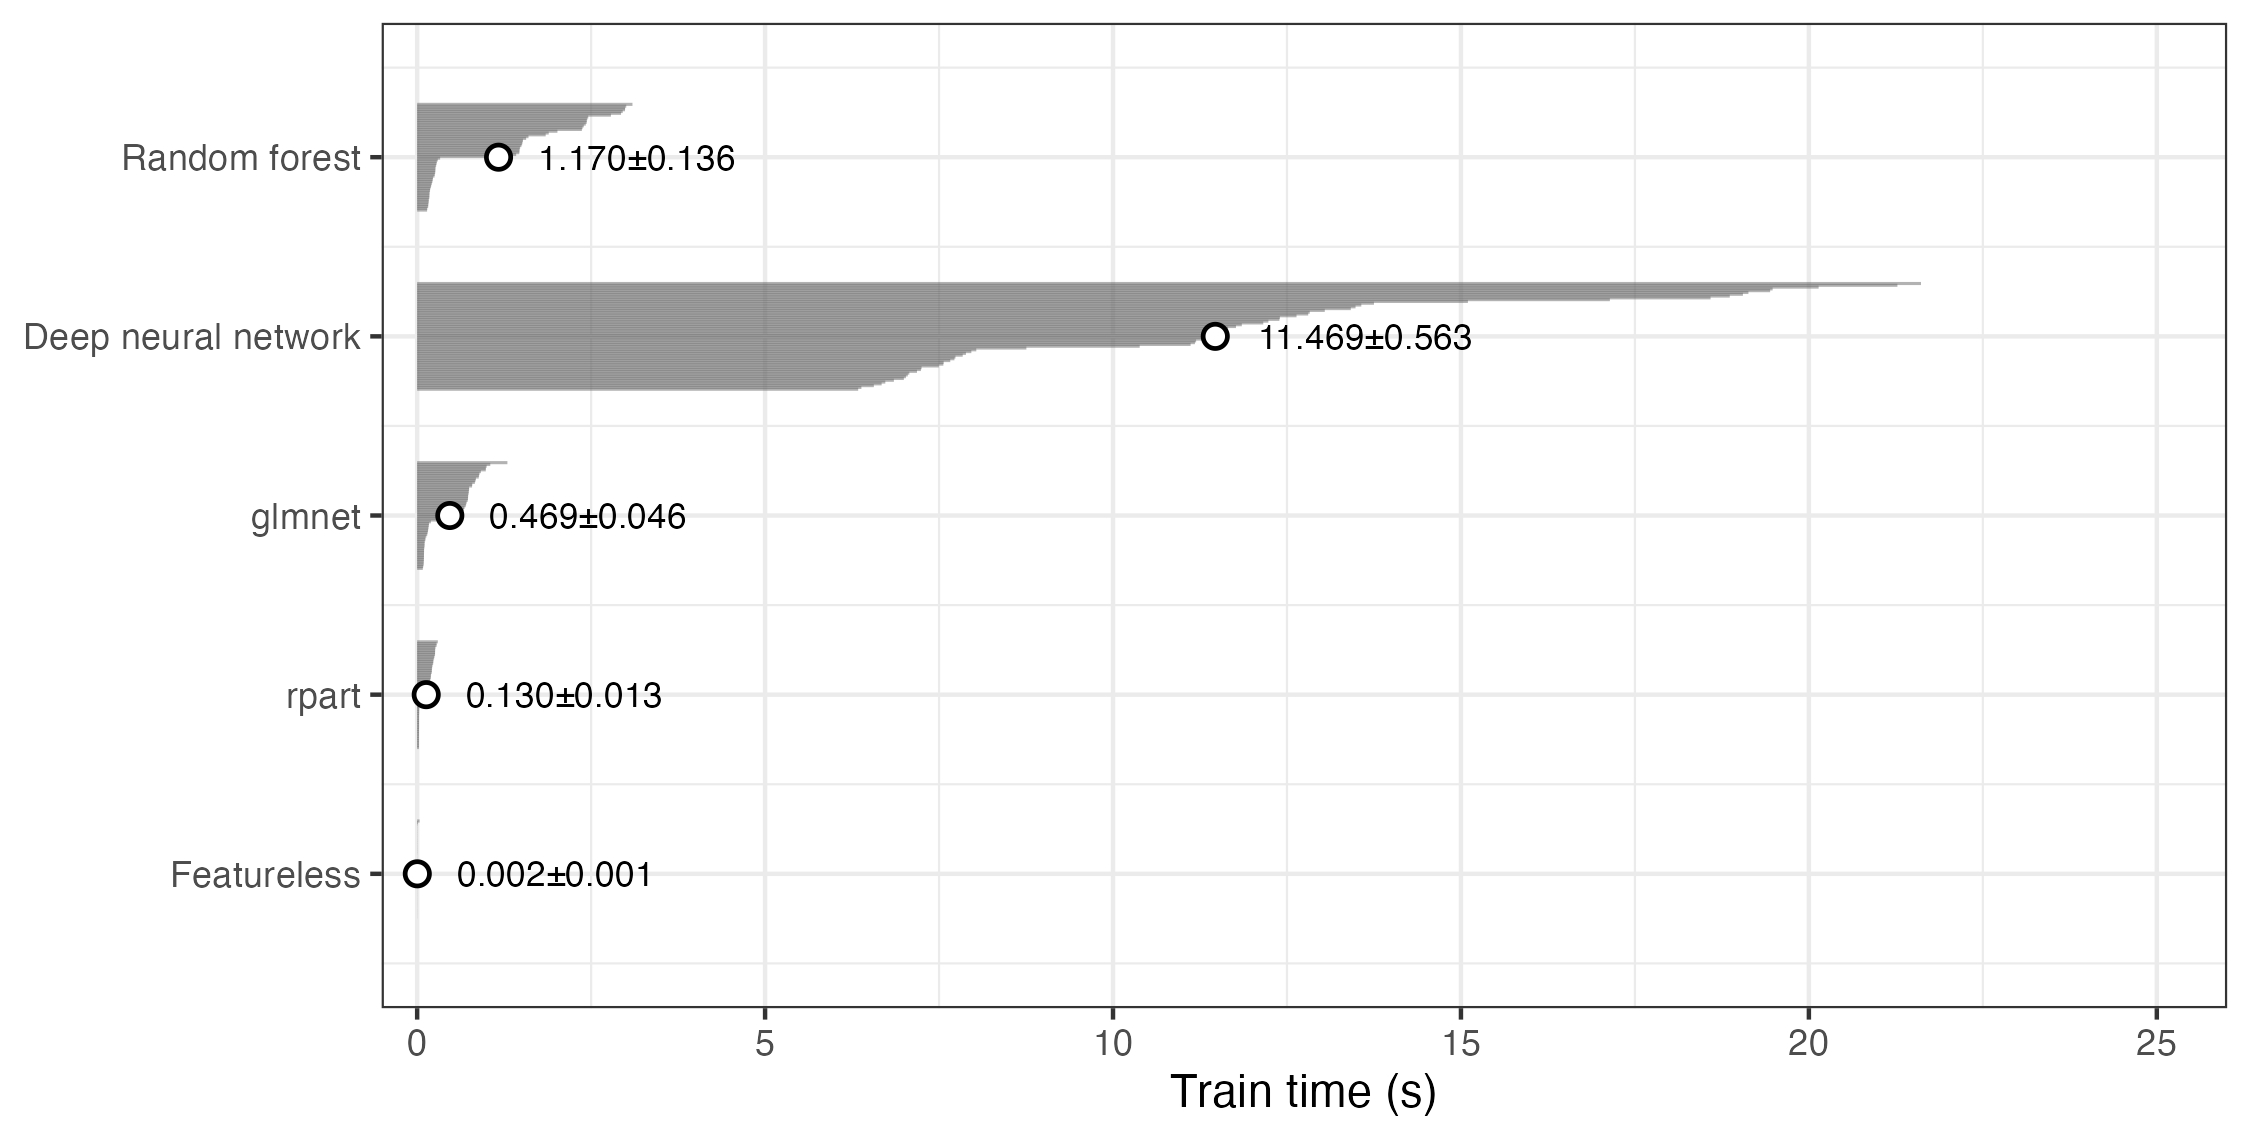 Random forest 1.170±0.136
Deep neural network 11.469±0.563
glmnet 0.469±0.046
rpart 0.130±0.013
Featureless 0.002±0.001
0 5 10 15 20 25
Train time (s)